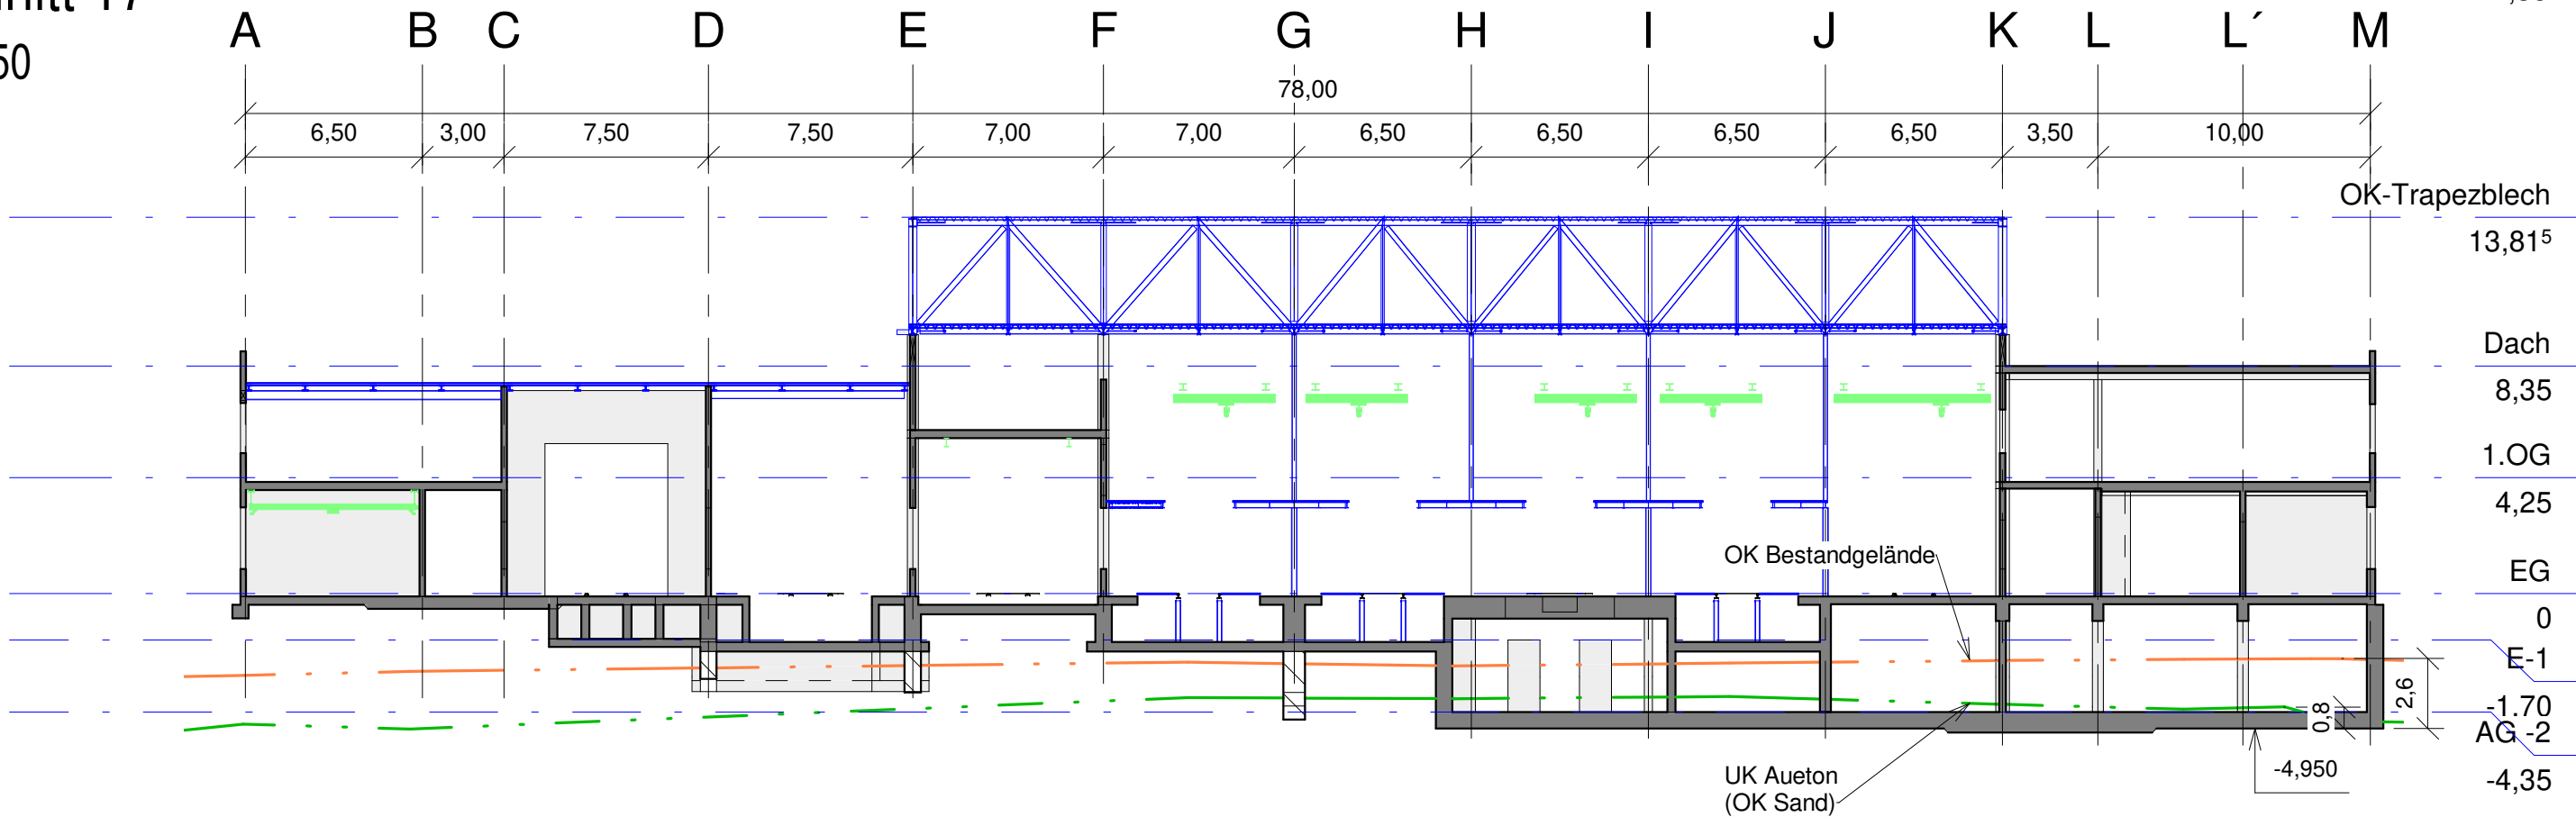 A B C D E F G H I J K L L´ M
50
78,00
6,50 3,00 7,50 7,50 7,00 7,00 6,50 6,50 6,50 6,50 3,50 10,00
OK-Trapezblech
13,81⁵
Dach
8,35
1.OG
4,25
OK Bestandgelände
EG
0
E-1
2,6
-1.70
0,8
AG -2
-4,950
-4,35
UK Aueton
(OK Sand)